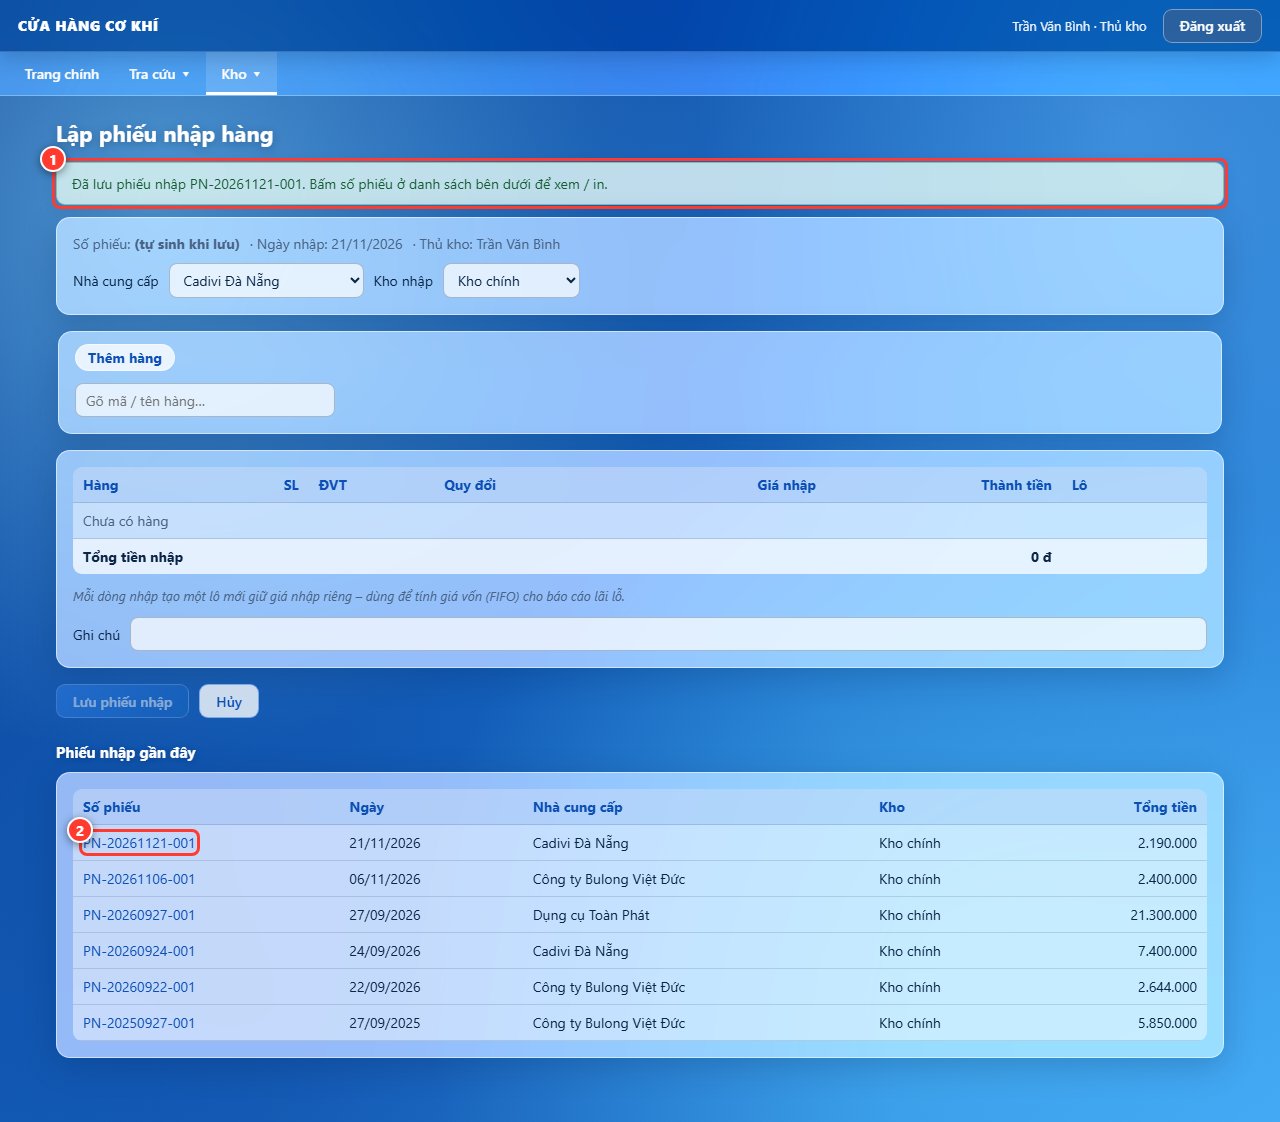 CỬA HÀNG CƠ KHÍ
Trần Văn Bình · Thủ kho
Đăng xuất
Trang chính
Tra cứu ▾
Kho ▾
Lập phiếu nhập hàng
1
Đã lưu phiếu nhập PN-20261121-001. Bấm số phiếu ở danh sách bên dưới để xem / in.
Số phiếu: (tự sinh khi lưu) · Ngày nhập: 21/11/2026 · Thủ kho: Trần Văn Bình
Nhà cung cấp Cadivi Đà Nẵng Kho nhập Kho chính
Thêm hàng
Gõ mã / tên hàng...
Hàng SL ĐVT Quy đổi Giá nhập Thành tiền Lô
Chưa có hàng
Tổng tiền nhập 0 đ
Mỗi dòng nhập tạo một lô mới giữ giá nhập riêng – dùng để tính giá vốn (FIFO) cho báo cáo lãi lỗ.
Ghi chú
Lưu phiếu nhập
Hủy
Phiếu nhập gần đây
Số phiếu Ngày Nhà cung cấp Kho Tổng tiền
2
PN-20261121-001 21/11/2026 Cadivi Đà Nẵng Kho chính 2.190.000
PN-20261106-001 06/11/2026 Công ty Bulong Việt Đức Kho chính 2.400.000
PN-20260927-001 27/09/2026 Dụng cụ Toàn Phát Kho chính 21.300.000
PN-20260924-001 24/09/2026 Cadivi Đà Nẵng Kho chính 7.400.000
PN-20260922-001 22/09/2026 Công ty Bulong Việt Đức Kho chính 2.644.000
PN-20250927-001 27/09/2025 Công ty Bulong Việt Đức Kho chính 5.850.000